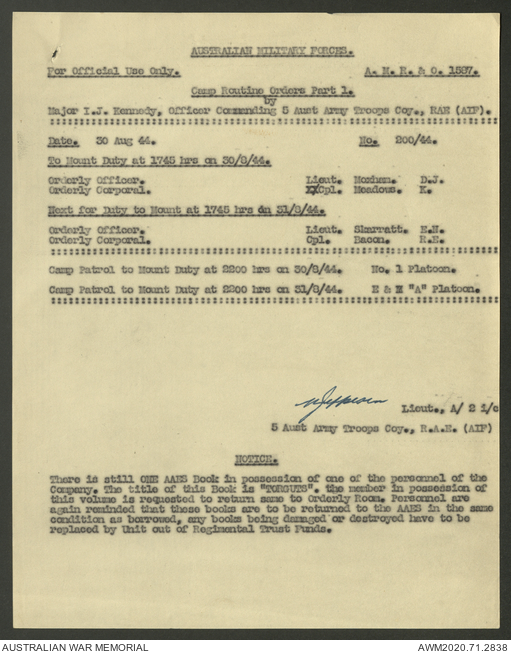 AUSTRALIAN MILITARY FORCES.
For Official Use Only. A. M. R. & O. 1587.
Camp Routine Orders Part 1.
by
Major I.J. Kennedy, Officer Commanding 5 Aust Army Troops Coy., RAE (AIF).
Date. 30 Aug 44. No. 200/44.
To Mount Duty at 1745 hrs on 30/8/44.
Orderly Officer. Lieut. D.J.
Orderly Corporal. Cpl. Meadows. K.
Next for Duty to Mount at 1745 hrs on 31/8/44.
Orderly Officer. Lieut. Skerratt. E.N.
Orderly Corporal. Cpl. Bacon. R.E.
Camp Patrol to Mount Duty at 2200 hrs on 30/8/44. No. 1 Platoon.
Camp Patrol to Mount Duty at 2200 hrs on 31/8/44. E & M "A" Platoon.
Lieut., A/ 2 i/c
5 Aust Army Troops Coy., R.A.E. (AIF)
NOTICE.
There is still ONE AAES Book in possession of one of the personnel of the
Company. The title of this Book is "TORGUTS". the member in possession of
this volume is requested to return same to Orderly Room. Personnel are
again reminded that these books are to be returned to the AAES in the same
condition as borrowed, any books being damaged or destroyed have to be
replaced by Unit out of Regimental Trust Funds.
AUSTRALIAN WAR MEMORIAL AWM2020.71.2838